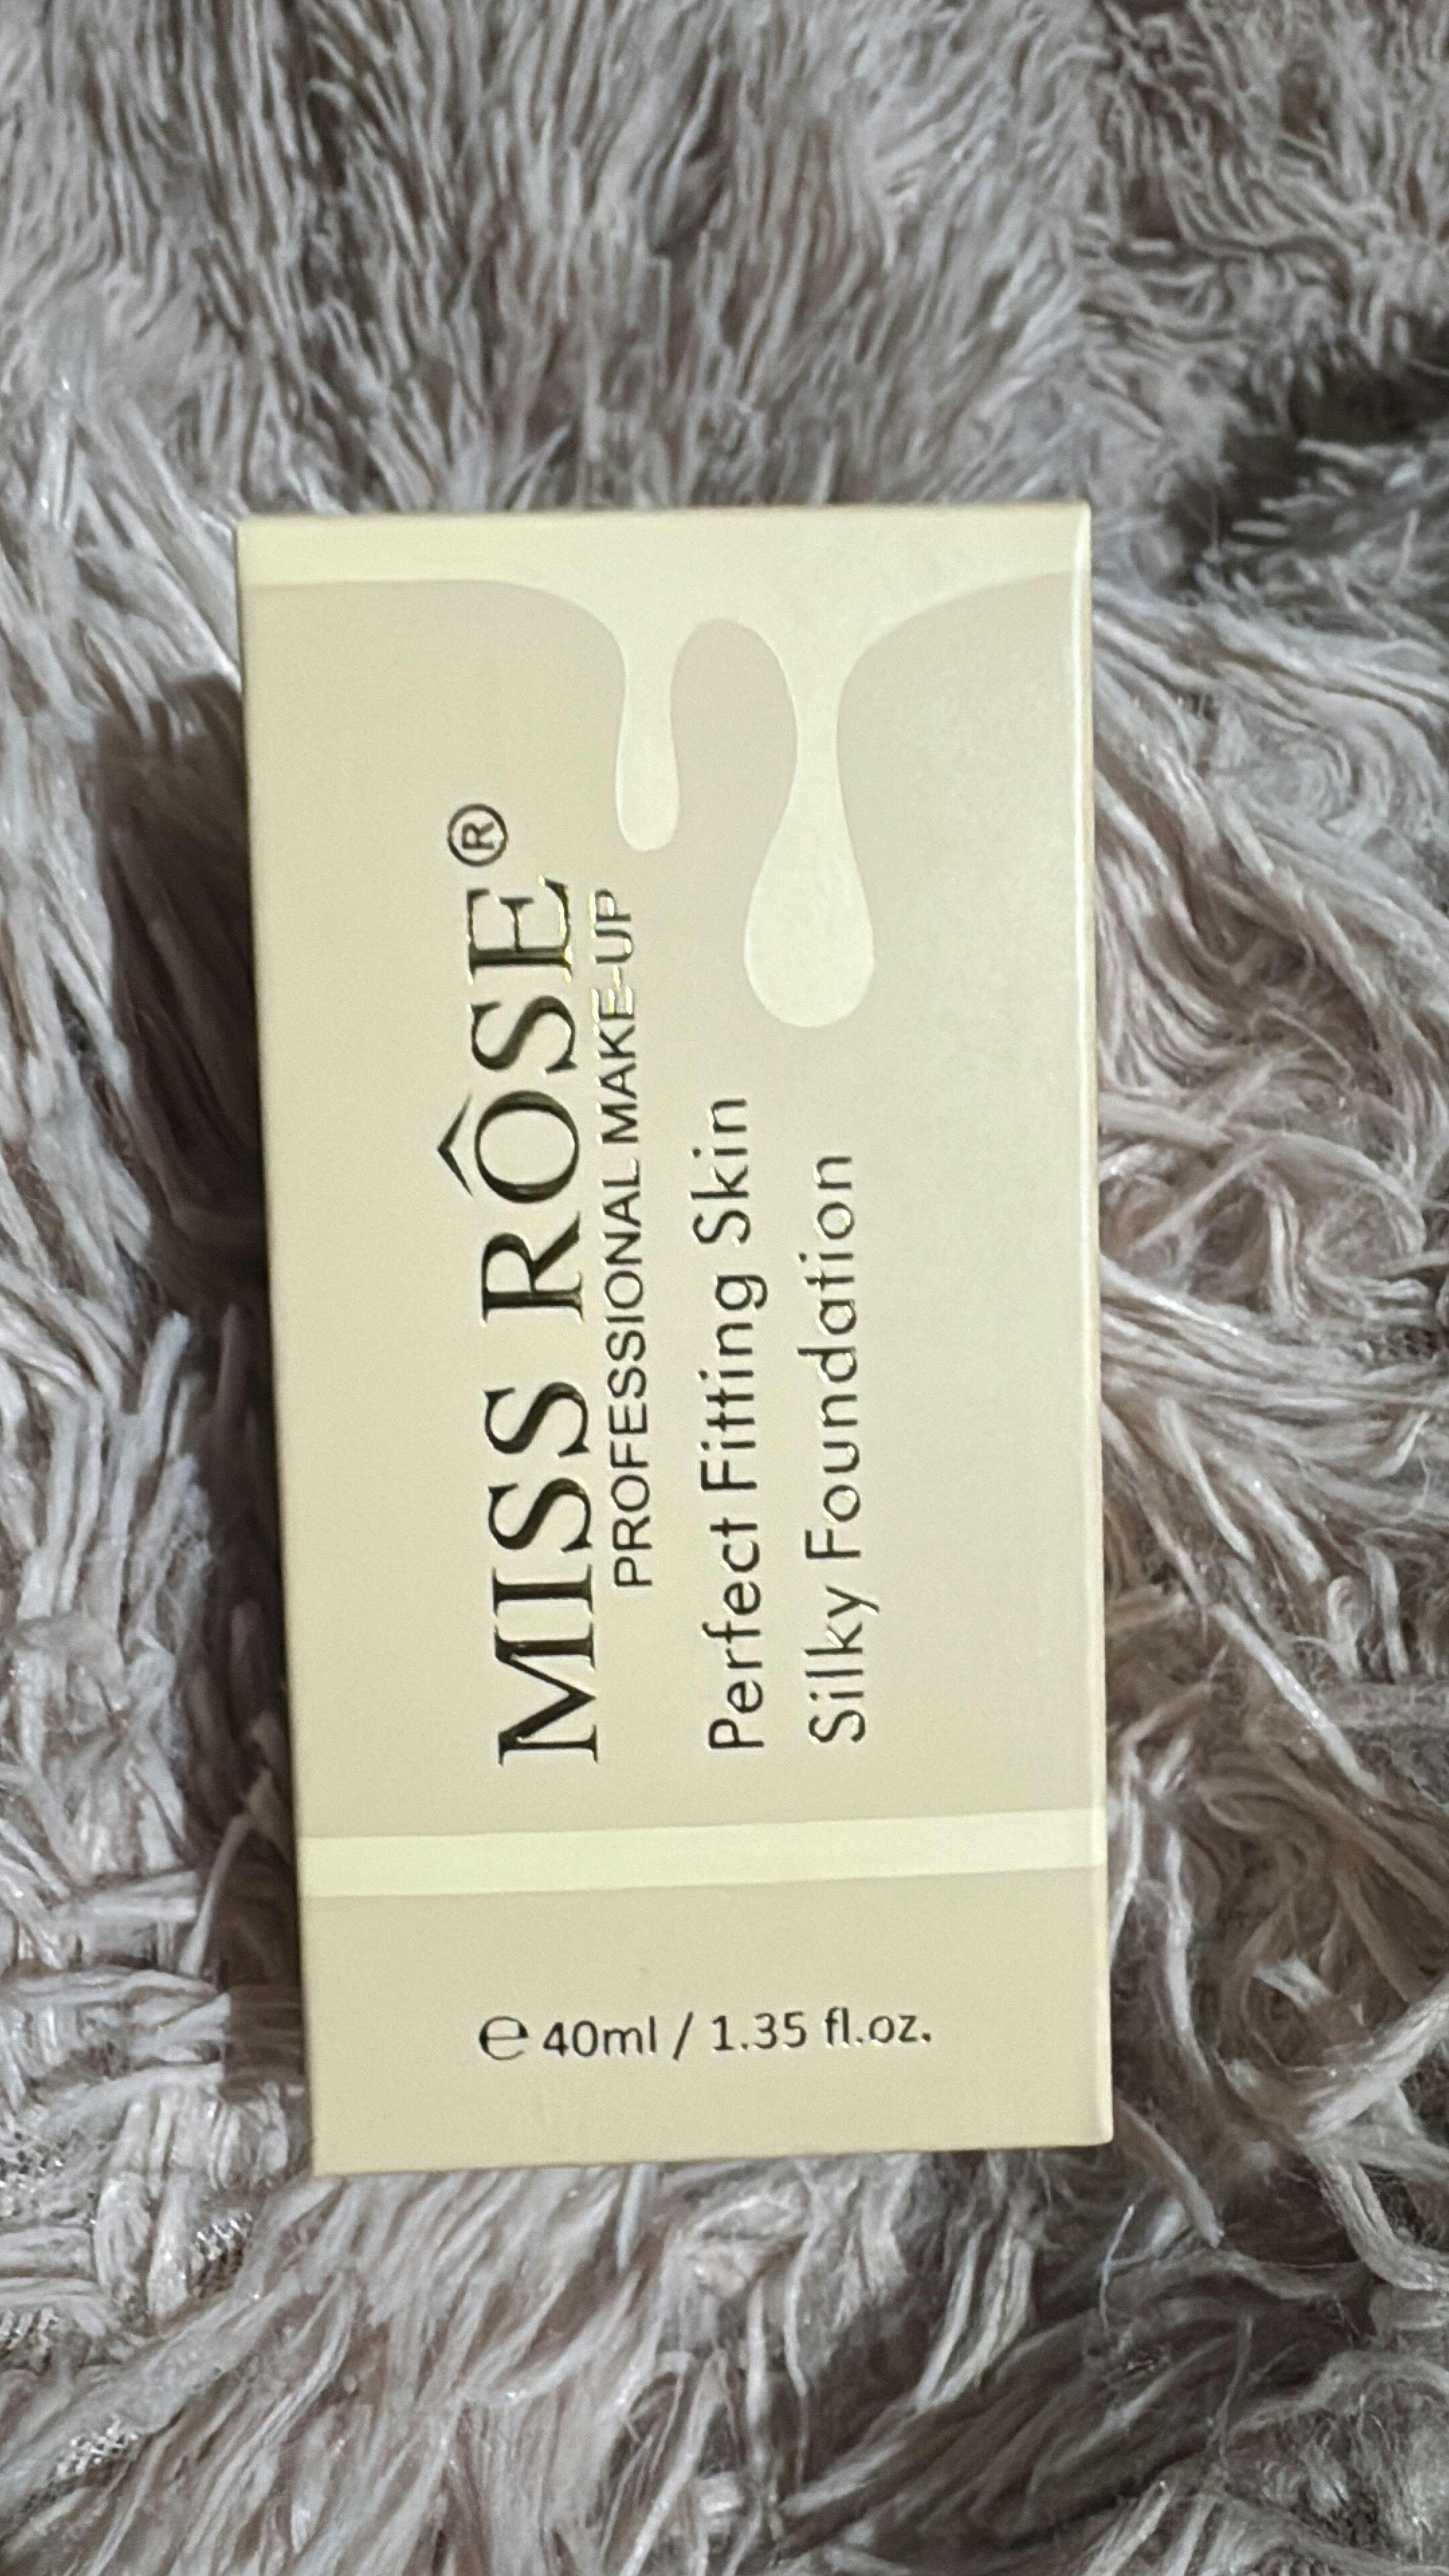 MISS RÔSE®
PROFESSIONAL MAKE-UP
Perfect Fitting Skin
Silky Foundation
℮ 40ml / 1.35 fl.oz.